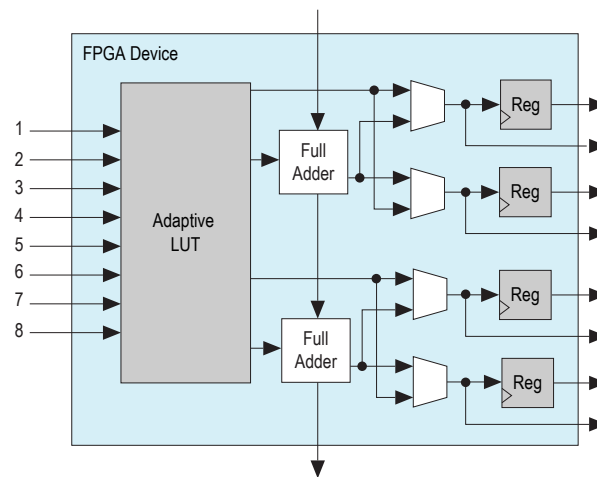 FPGA Device
1
2
3
4
5
6
7
8
Adaptive
LUT
Full
Adder
Full
Adder
Reg
Reg
Reg
Reg